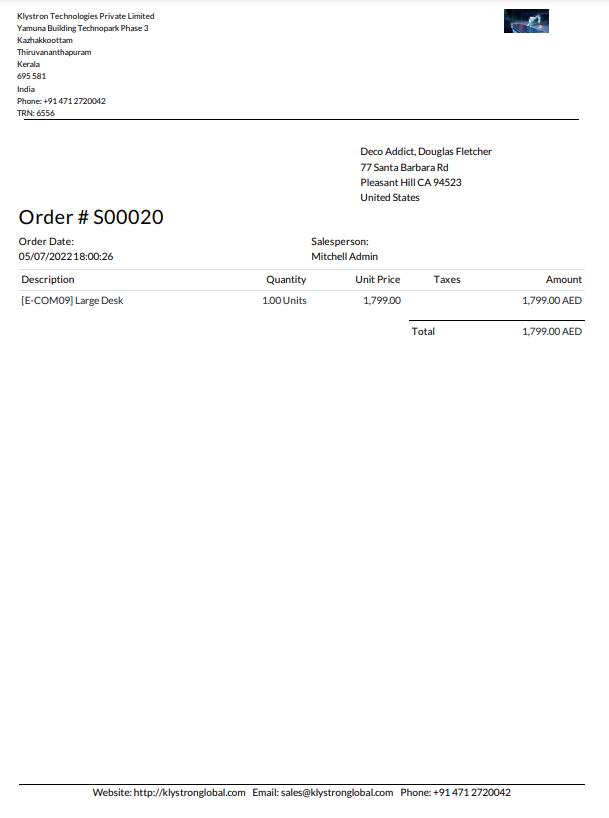 Klystron Technologies Private Limited
Yamuna Building Technopark Phase 3
Kazhakkoottam
Thiruvananthapuram
Kerala
695 581
India
Phone: +91 471 2720042
TRN: 6556
Deco Addict, Douglas Fletcher
77 Santa Barbara Rd
Pleasant Hill CA 94523
United States
Order # S00020
Order Date: Salesperson:
05/07/2022 18:00:26 Mitchell Admin
Description Quantity Unit Price Taxes Amount
[E-COM09] Large Desk 1.00 Units 1,799.00 1,799.00 AED
Total 1,799.00 AED
Website: http://klystronglobal.com Email: sales@klystronglobal.com Phone: +91 471 2720042